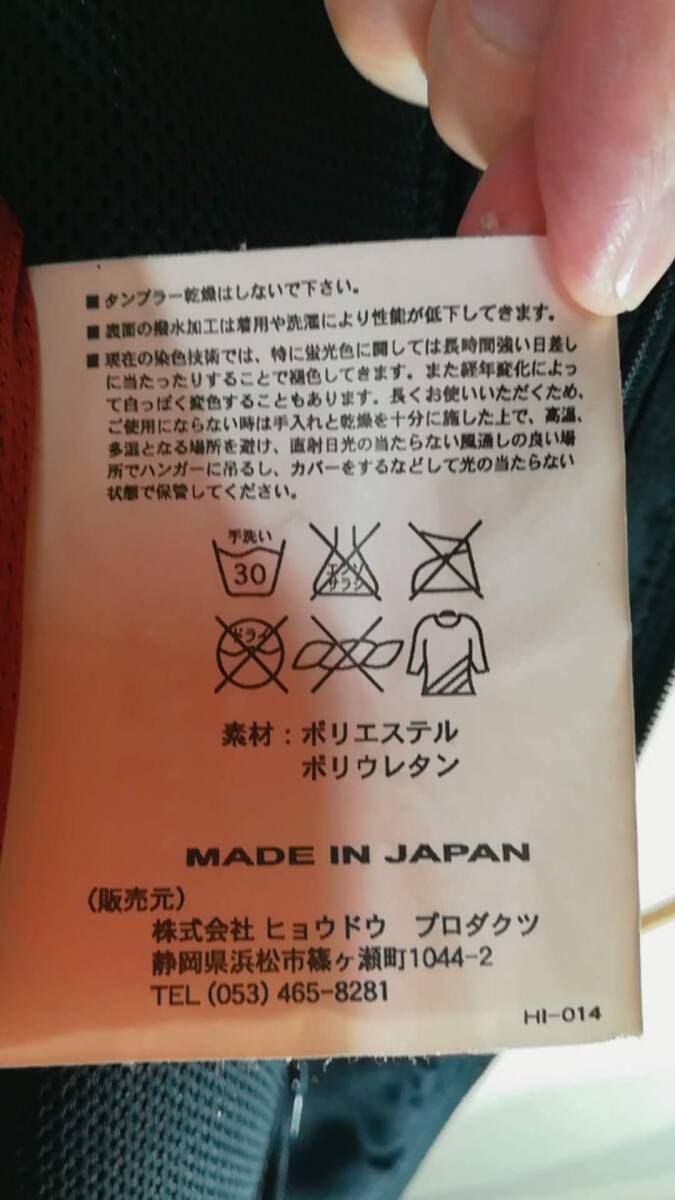 ■ タンブラー乾燥はしないで下さい。
■ 表面の撥水加工は着用や洗濯により性能が低下してきます。
■ 現在の染色技術では、特に蛍光色に関しては長時間強い日差し
に当たったりすることで褪色してきます。また経年変化によっ
て白っぽく変色することもあります。長くお使いいただくため、
ご使用にならない時は手入れと乾燥を十分に施した上で、高温、
多湿となる場所を避け、直射日光の当たらない風通しの良い場
所でハンガーに吊るし、カバーをするなどして光の当たらない
状態で保管してください。
手洗い
30
エンソ
サラシ
ドライ
素材：ポリエステル
ポリウレタン
MADE IN JAPAN
（販売元）
株式会社 ヒョウドウ プロダクツ
静岡県浜松市篠ヶ瀬町1044-2
TEL (053) 465-8281
HI-014